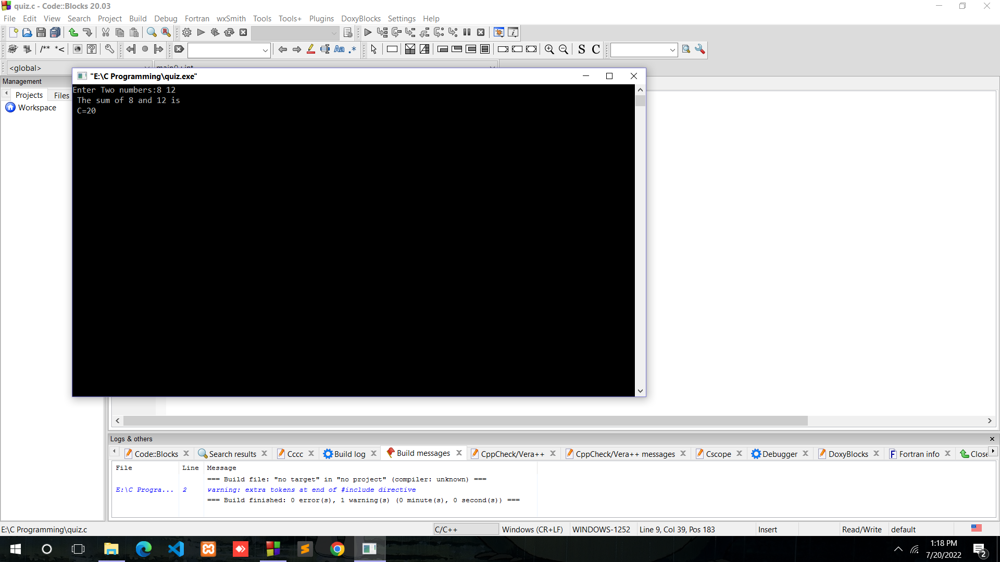 quiz.c - Code::Blocks 20.03
File Edit View Search Project Build Debug Fortran wxSmith Tools Tools+ Plugins DoxyBlocks Settings Help
/** *< Aa .* S C
<global> main() : int
Management
Projects Files
Workspace
"E:\C Programming\quiz.exe"
Enter Two numbers:8 12
The sum of 8 and 12 is
C=20
Logs & others
Code::Blocks Search results Cccc Build log Build messages CppCheck/Vera++ CppCheck/Vera++ messages Cscope Debugger DoxyBlocks Fortran info Close
File Line Message
=== Build file: "no target" in "no project" (compiler: unknown) ===
E:\C Progra... 2 warning: extra tokens at end of #include directive
=== Build finished: 0 error(s), 1 warning(s) (0 minute(s), 0 second(s)) ===
E:\C Programming\quiz.c C/C++ Windows (CR+LF) WINDOWS-1252 Line 9, Col 39, Pos 183 Insert Read/Write default
1:18 PM
7/20/2022
2